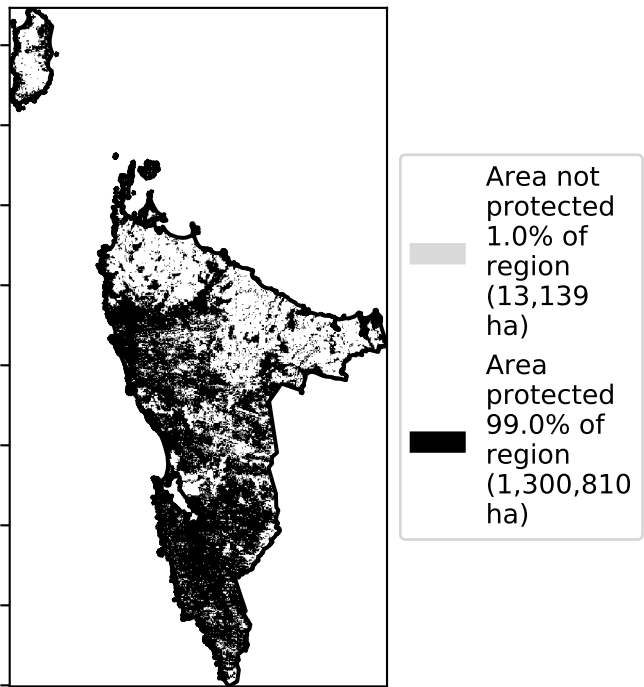 Area not
protected
1.0% of
region
(13,139
ha)
Area
protected
99.0% of
region
(1,300,810
ha)